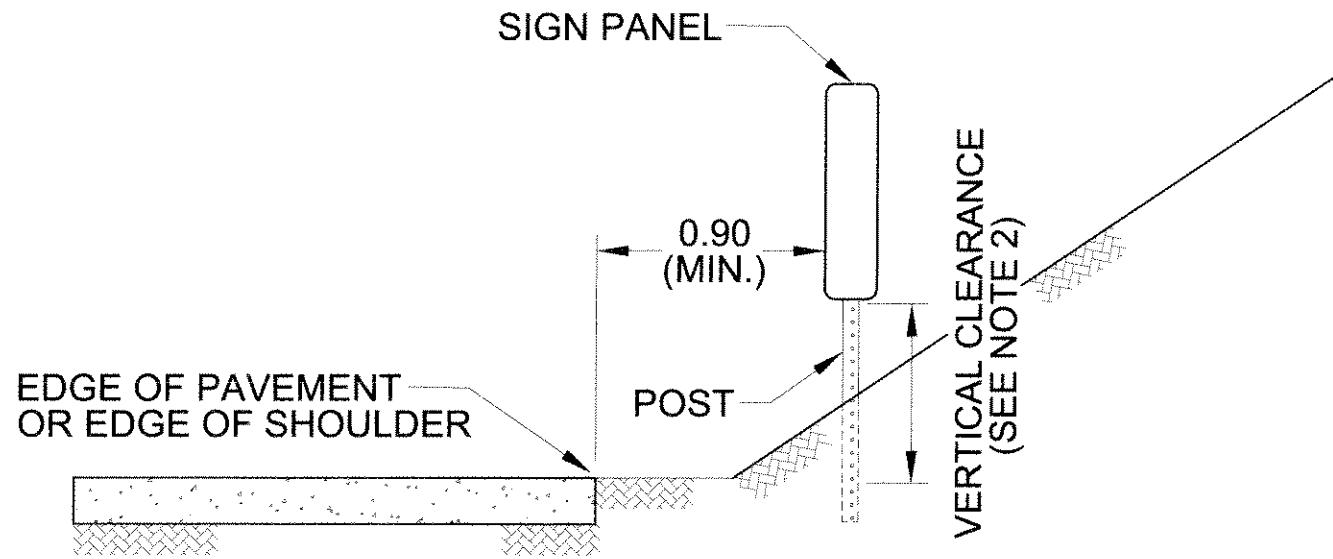 SIGN PANEL
0.90
(MIN.)
VERTICAL CLEARANCE
(SEE NOTE 2)
EDGE OF PAVEMENT
OR EDGE OF SHOULDER
POST